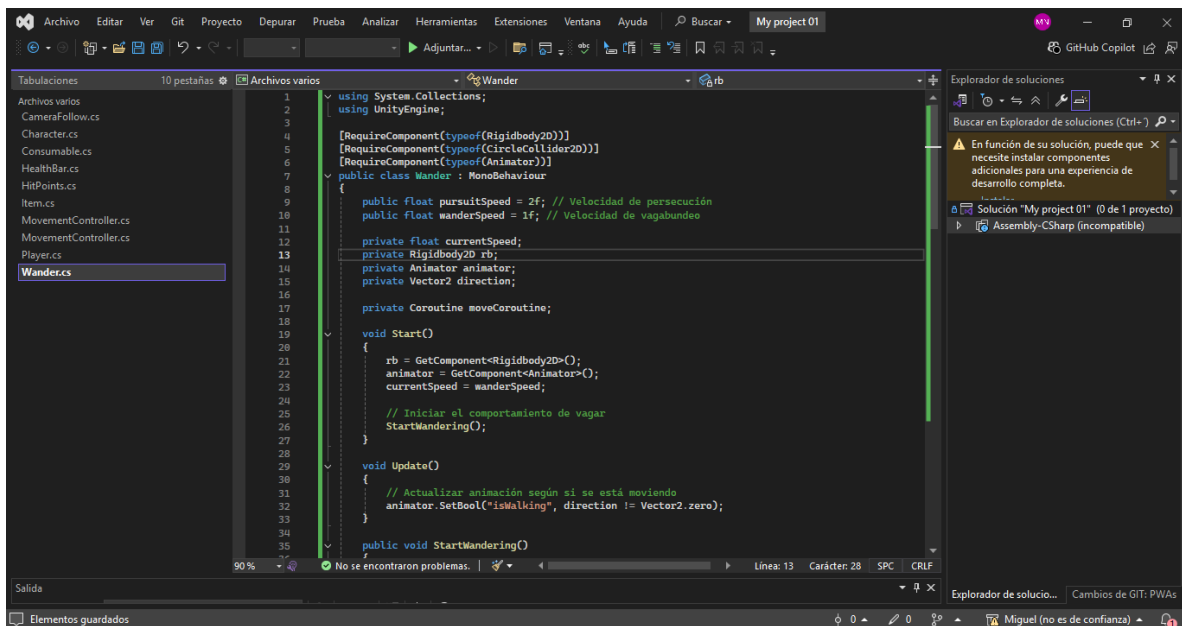 Archivo Editar Ver Git Proyecto Depurar Prueba Analizar Herramientas Extensiones Ventana Ayuda Buscar My project 01 MV
Adjuntar... GitHub Copilot
Tabulaciones 10 pestañas
Archivos varios
CameraFollow.cs
Character.cs
Consumable.cs
HealthBar.cs
HitPoints.cs
Item.cs
MovementController.cs
MovementController.cs
Player.cs
Wander.cs
Archivos varios Wander rb
1 using System.Collections;
2 using UnityEngine;
3
4 [RequireComponent(typeof(Rigidbody2D))]
5 [RequireComponent(typeof(CircleCollider2D))]
6 [RequireComponent(typeof(Animator))]
7 public class Wander : MonoBehaviour
8 {
9 public float pursuitSpeed = 2f; // Velocidad de persecución
10 public float wanderSpeed = 1f; // Velocidad de vagabundeo
11
12 private float currentSpeed;
13 private Rigidbody2D rb;
14 private Animator animator;
15 private Vector2 direction;
16
17 private Coroutine moveCoroutine;
18
19 void Start()
20 {
21 rb = GetComponent<Rigidbody2D>();
22 animator = GetComponent<Animator>();
23 currentSpeed = wanderSpeed;
24
25 // Iniciar el comportamiento de vagar
26 StartWandering();
27 }
28
29 void Update()
30 {
31 // Actualizar animación según si se está moviendo
32 animator.SetBool("isWalking", direction != Vector2.zero);
33 }
34
35 public void StartWandering()
90 % No se encontraron problemas. Línea: 13 Carácter: 28 SPC CRLF
Explorador de soluciones
Buscar en Explorador de soluciones (Ctrl+´)
En función de su solución, puede que
necesite instalar componentes
adicionales para una experiencia de
desarrollo completa.
Solución "My project 01" (0 de 1 proyecto)
Assembly-CSharp (incompatible)
Salida
Explorador de solucio... Cambios de GIT: PWAs
Elementos guardados 0 0 Miguel (no es de confianza) 1